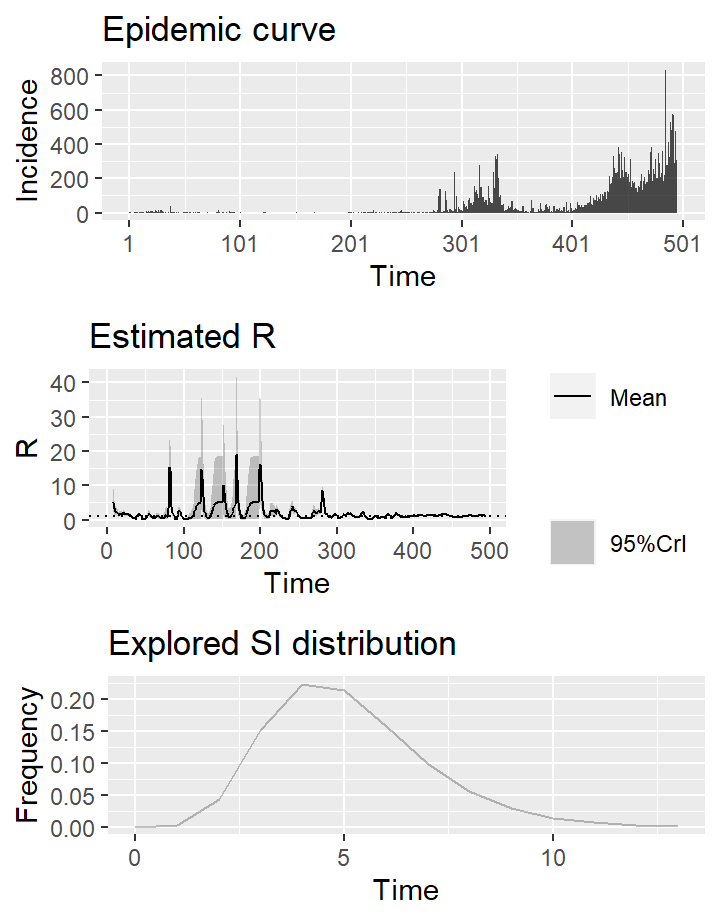 Epidemic curve
Incidence
800
600
400
200
0
1 101 201 301 401 501
Time
Estimated R
R
40
30
20
10
0
0 100 200 300 400 500
Time
Mean
95%CrI
Explored SI distribution
Frequency
0.20
0.15
0.10
0.05
0.00
0 5 10
Time